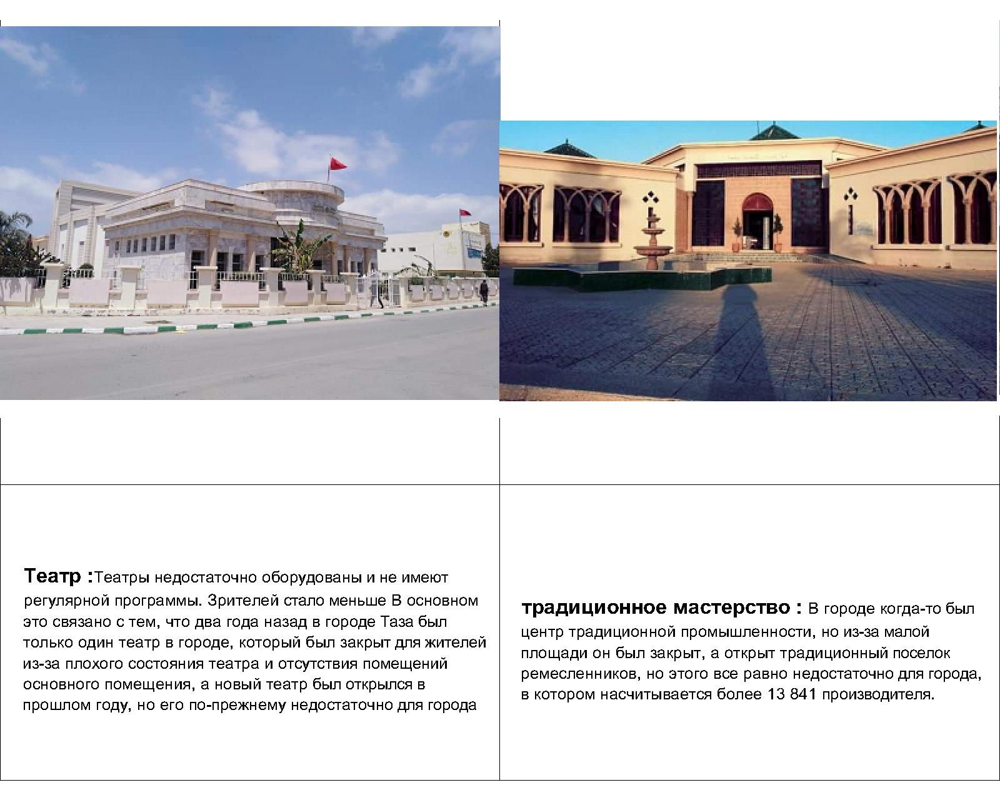 Театр :Театры недостаточно оборудованы и не имеют
регулярной программы. Зрителей стало меньше В основном
это связано с тем, что два года назад в городе Таза был
только один театр в городе, который был закрыт для жителей
из-за плохого состояния театра и отсутствия помещений
основного помещения, а новый театр был открылся в
прошлом году, но его по-прежнему недостаточно для города
традиционное мастерство : В городе когда-то был
центр традиционной промышленности, но из-за малой
площади он был закрыт, а открыт традиционный поселок
ремесленников, но этого все равно недостаточно для города,
в котором насчитывается более 13 841 производителя.